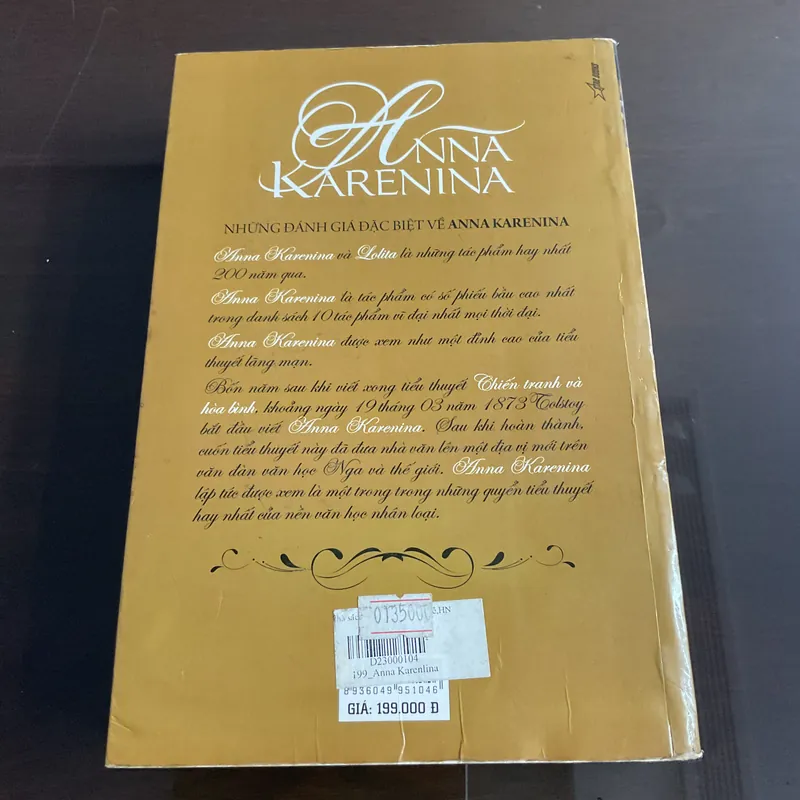 STAR BOOKS
ANNA
KARENINA
NHỮNG ĐÁNH GIÁ ĐẶC BIỆT VỀ ANNA KARENINA
Anna Karenina và Lolita là những tác phẩm hay nhất
200 năm qua.
Anna Karenina là tác phẩm có số phiếu bầu cao nhất
trong danh sách 10 tác phẩm vĩ đại nhất mọi thời đại.
Anna Karenina được xem như một đỉnh cao của tiểu
thuyết lãng mạn.
Bốn năm sau khi viết xong tiểu thuyết Chiến tranh và
hòa bình, khoảng ngày 19 tháng 03 năm 1873 Tolstoy
bắt đầu viết Anna Karenina. Sau khi hoàn thành,
cuốn tiểu thuyết này đã đưa nhà văn lên một địa vị mới trên
văn đàn văn học Nga và thế giới. Anna Karenina
lập tức được xem là một trong trong những quyển tiểu thuyết
hay nhất của nền văn học nhân loại.
HN
0135000
D23000104
199_Anna Karenlina
8936049951046
GIÁ: 199.000 Đ